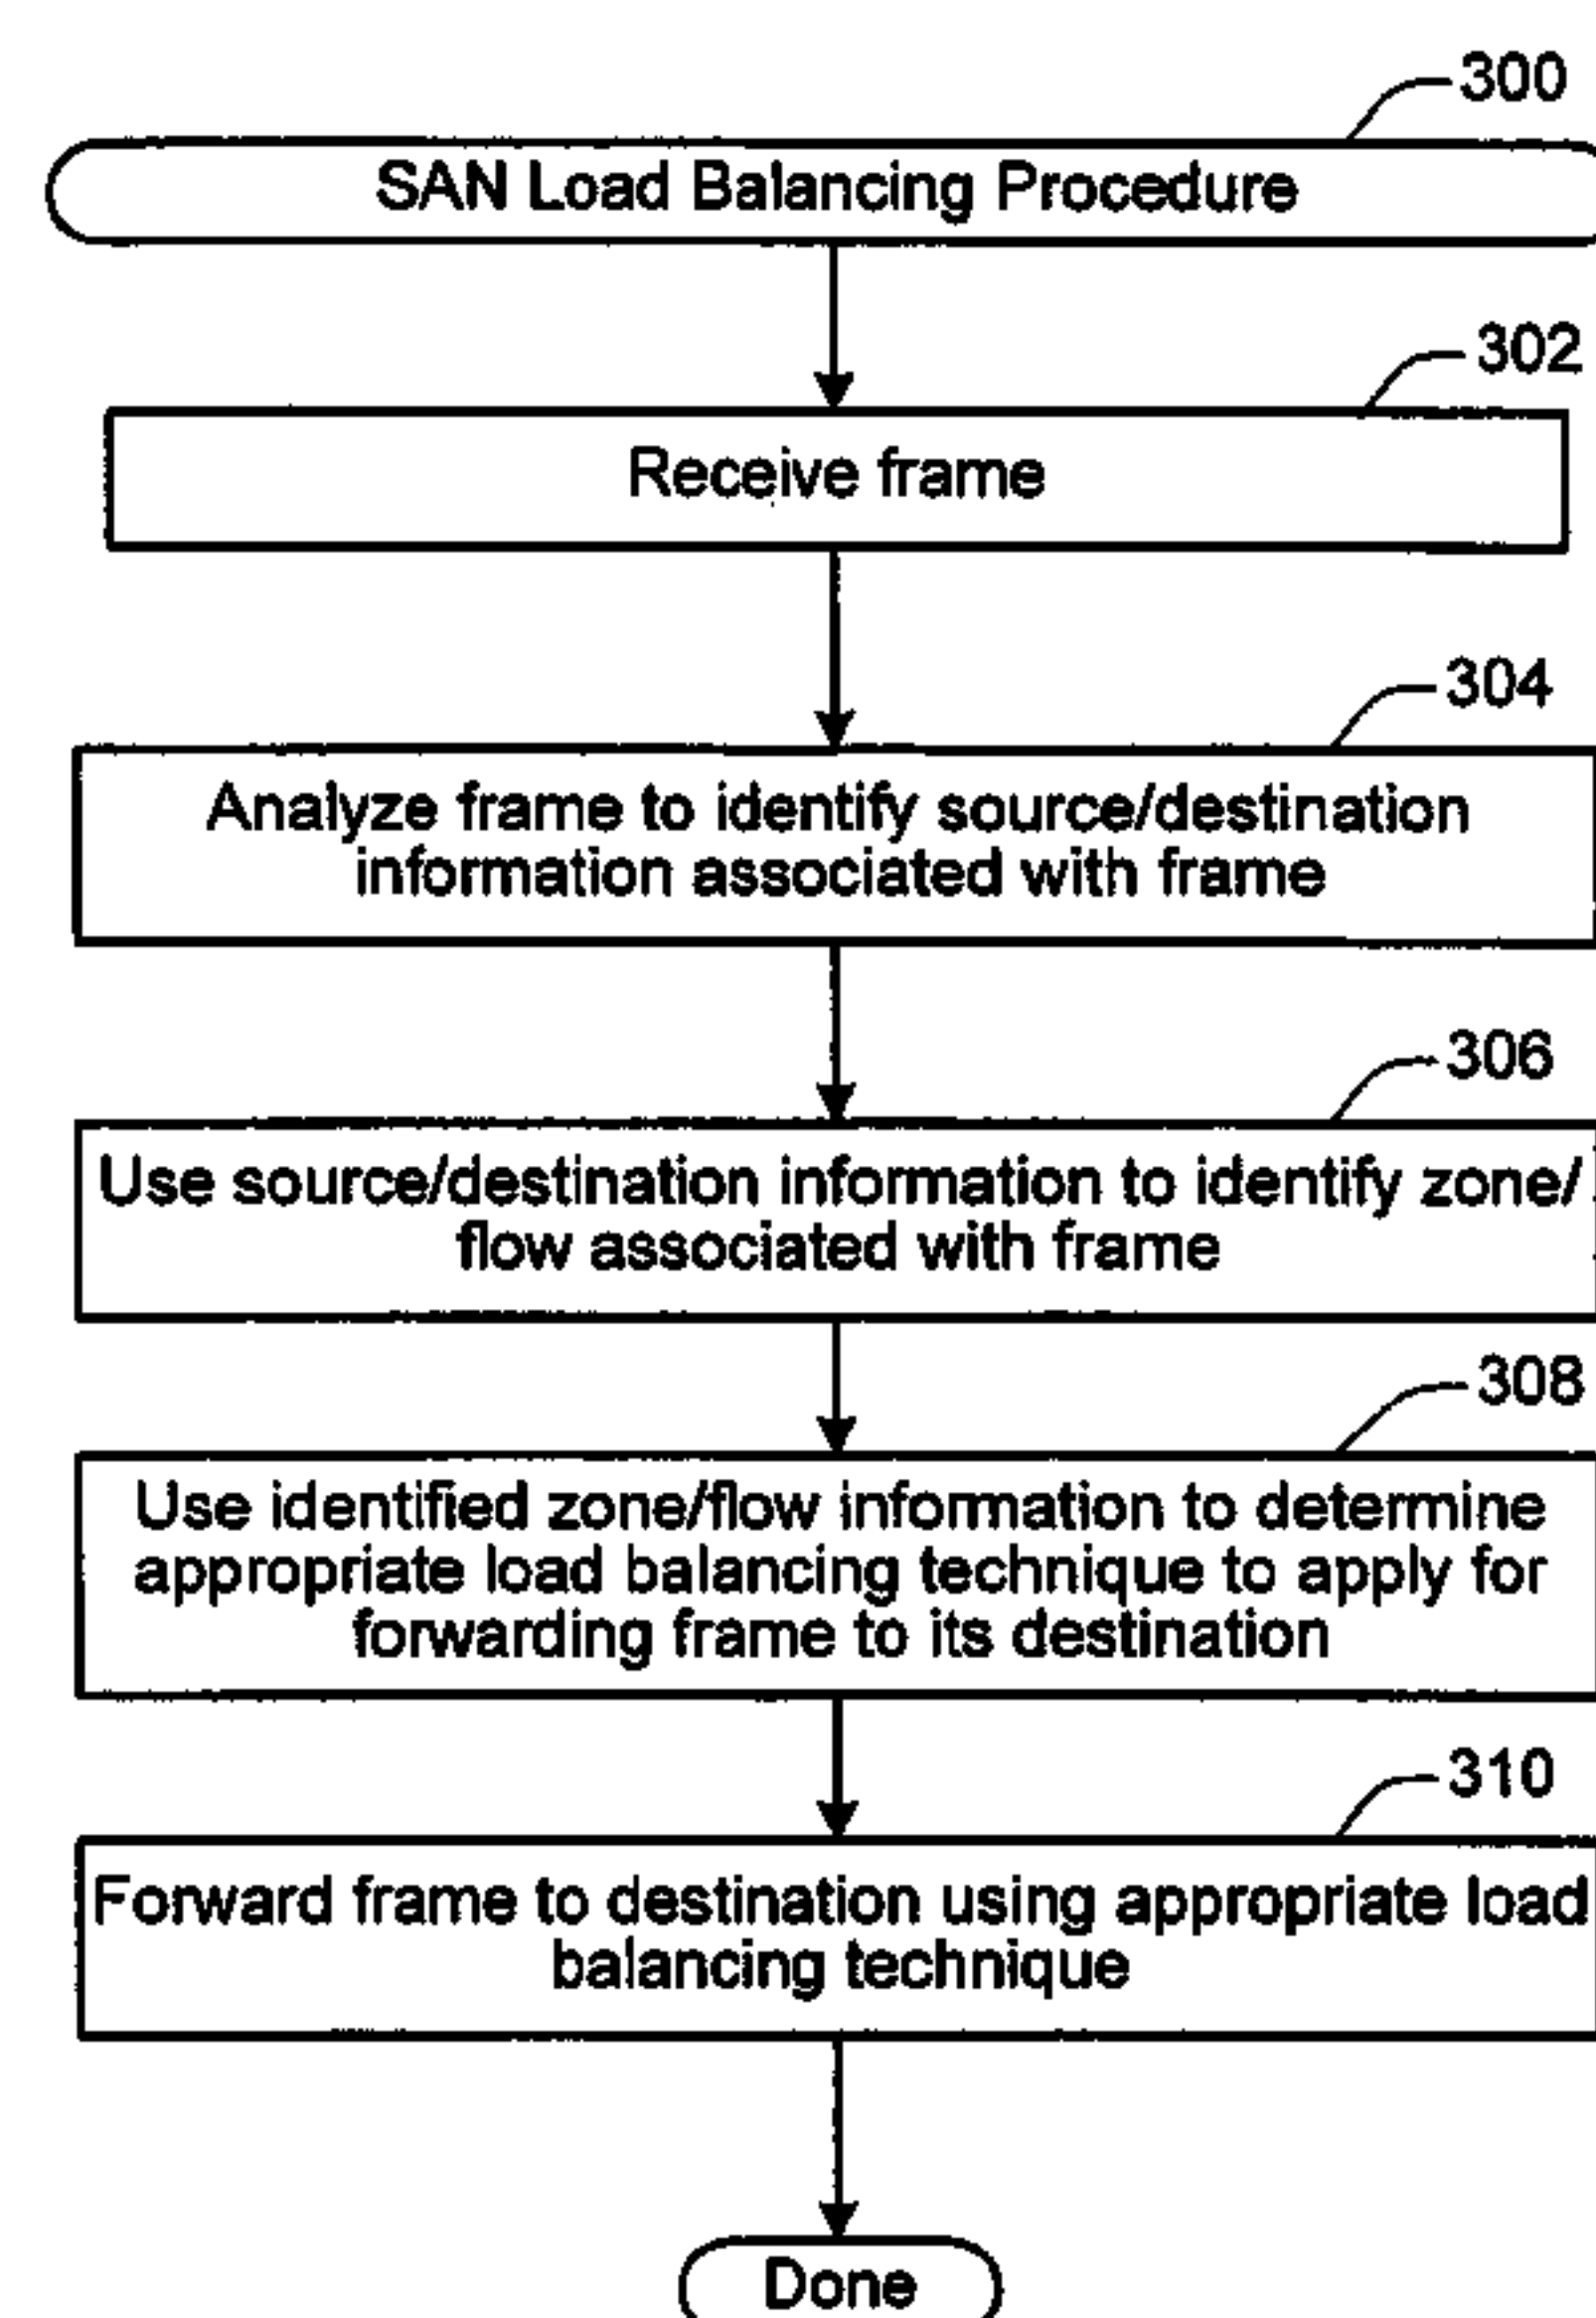 300
SAN Load Balancing Procedure
302
Receive frame
304
Analyze frame to identify source/destination
information associated with frame
306
Use source/destination information to identify zone/
flow associated with frame
308
Use identified zone/flow information to determine
appropriate load balancing technique to apply for
forwarding frame to its destination
310
Forward frame to destination using appropriate load
balancing technique
Done